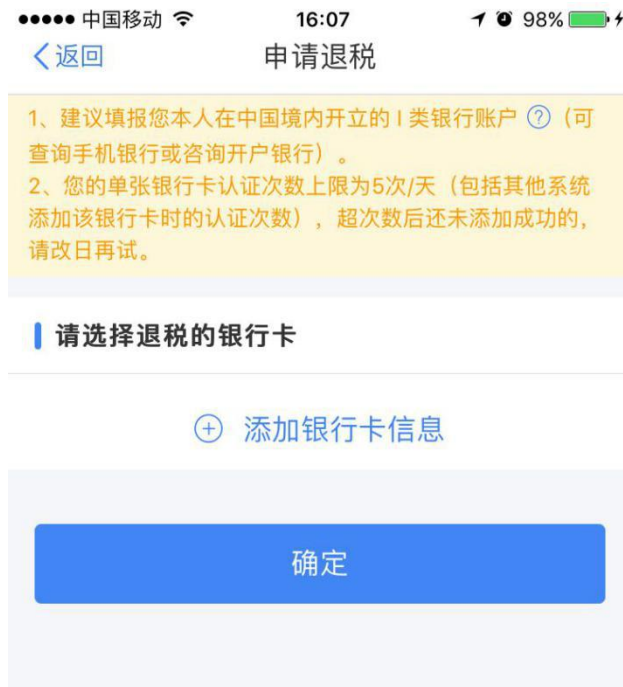 中国移动 16:07 98%
返回 申请退税
1、建议填报您本人在中国境内开立的 I 类银行账户 ? (可
查询手机银行或咨询开户银行)。
2、您的单张银行卡认证次数上限为5次/天（包括其他系统
添加该银行卡时的认证次数），超次数后还未添加成功的，
请改日再试。
请选择退税的银行卡
添加银行卡信息
确定